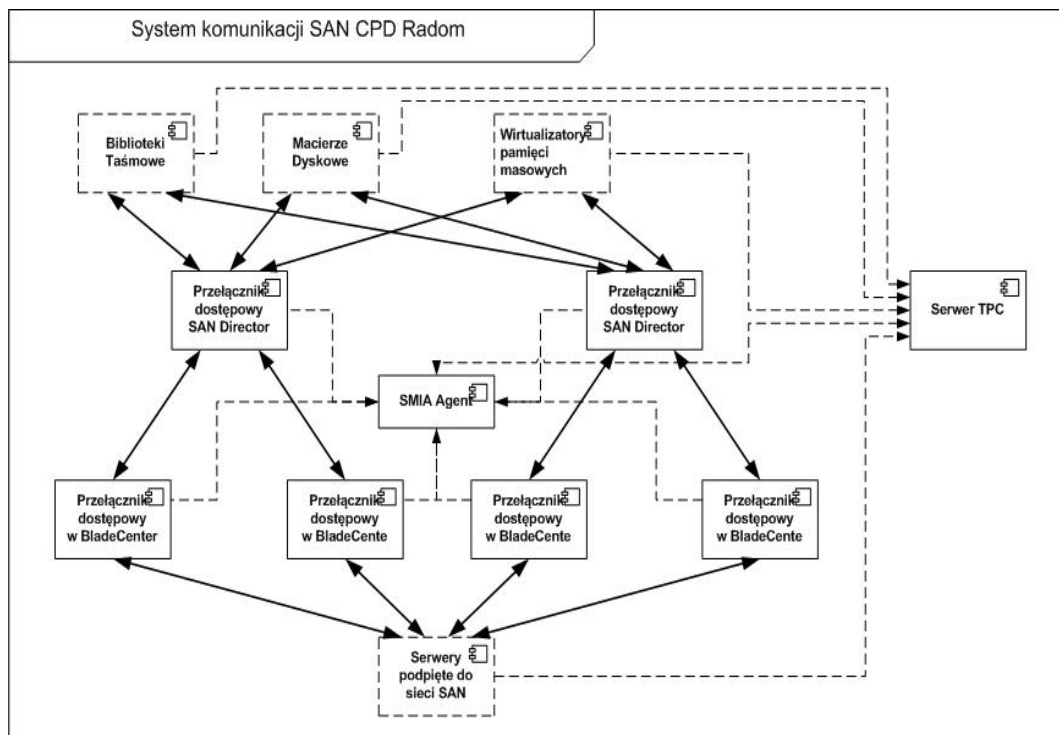 System komunikacji SAN CPD Radom
Biblioteki
Taśmowe
Macierze
Dyskowe
Wirtualizatory
pamięci
masowych
Przełącznik
dostępowy
SAN Director
Przełącznik
dostępowy
SAN Director
Serwer TPC
SMIA Agent
Przełącznik
dostępowy
w BladeCenter
Przełącznik
dostępowy
w BladeCente
Przełącznik
dostępowy
w BladeCente
Przełącznik
dostępowy
w BladeCente
Serwery
podpięte do
sieci SAN